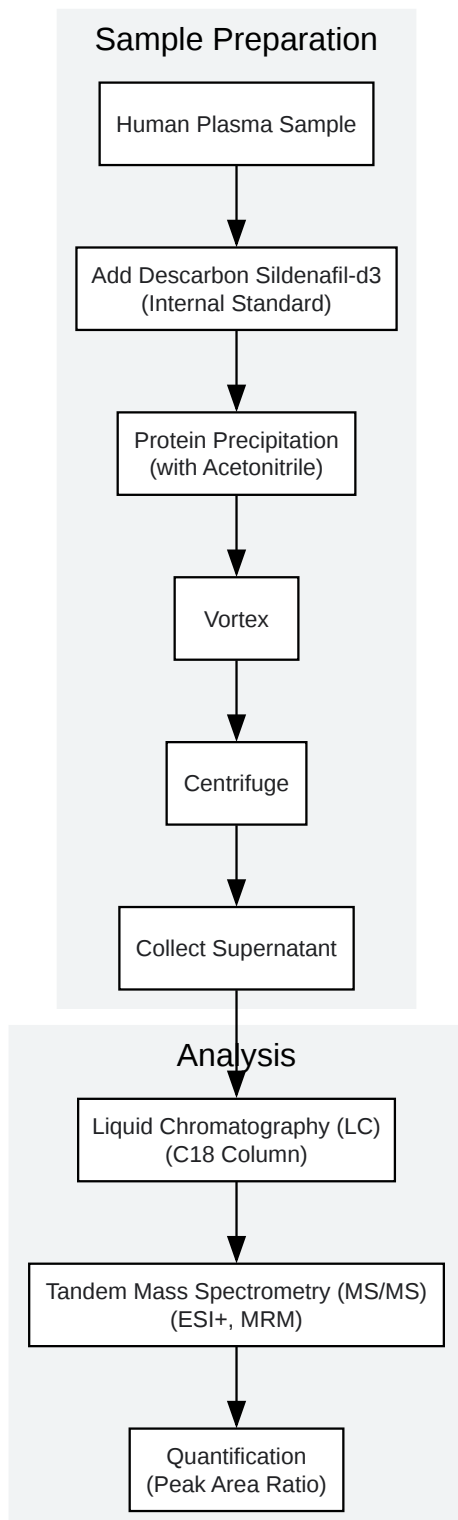 Sample Preparation
Human Plasma Sample
Add Descarbon Sildenafil-d3
(Internal Standard)
Protein Precipitation
(with Acetonitrile)
Vortex
Centrifuge
Collect Supernatant
Analysis
Liquid Chromatography (LC)
(C18 Column)
Tandem Mass Spectrometry (MS/MS)
(ESI+, MRM)
Quantification
(Peak Area Ratio)